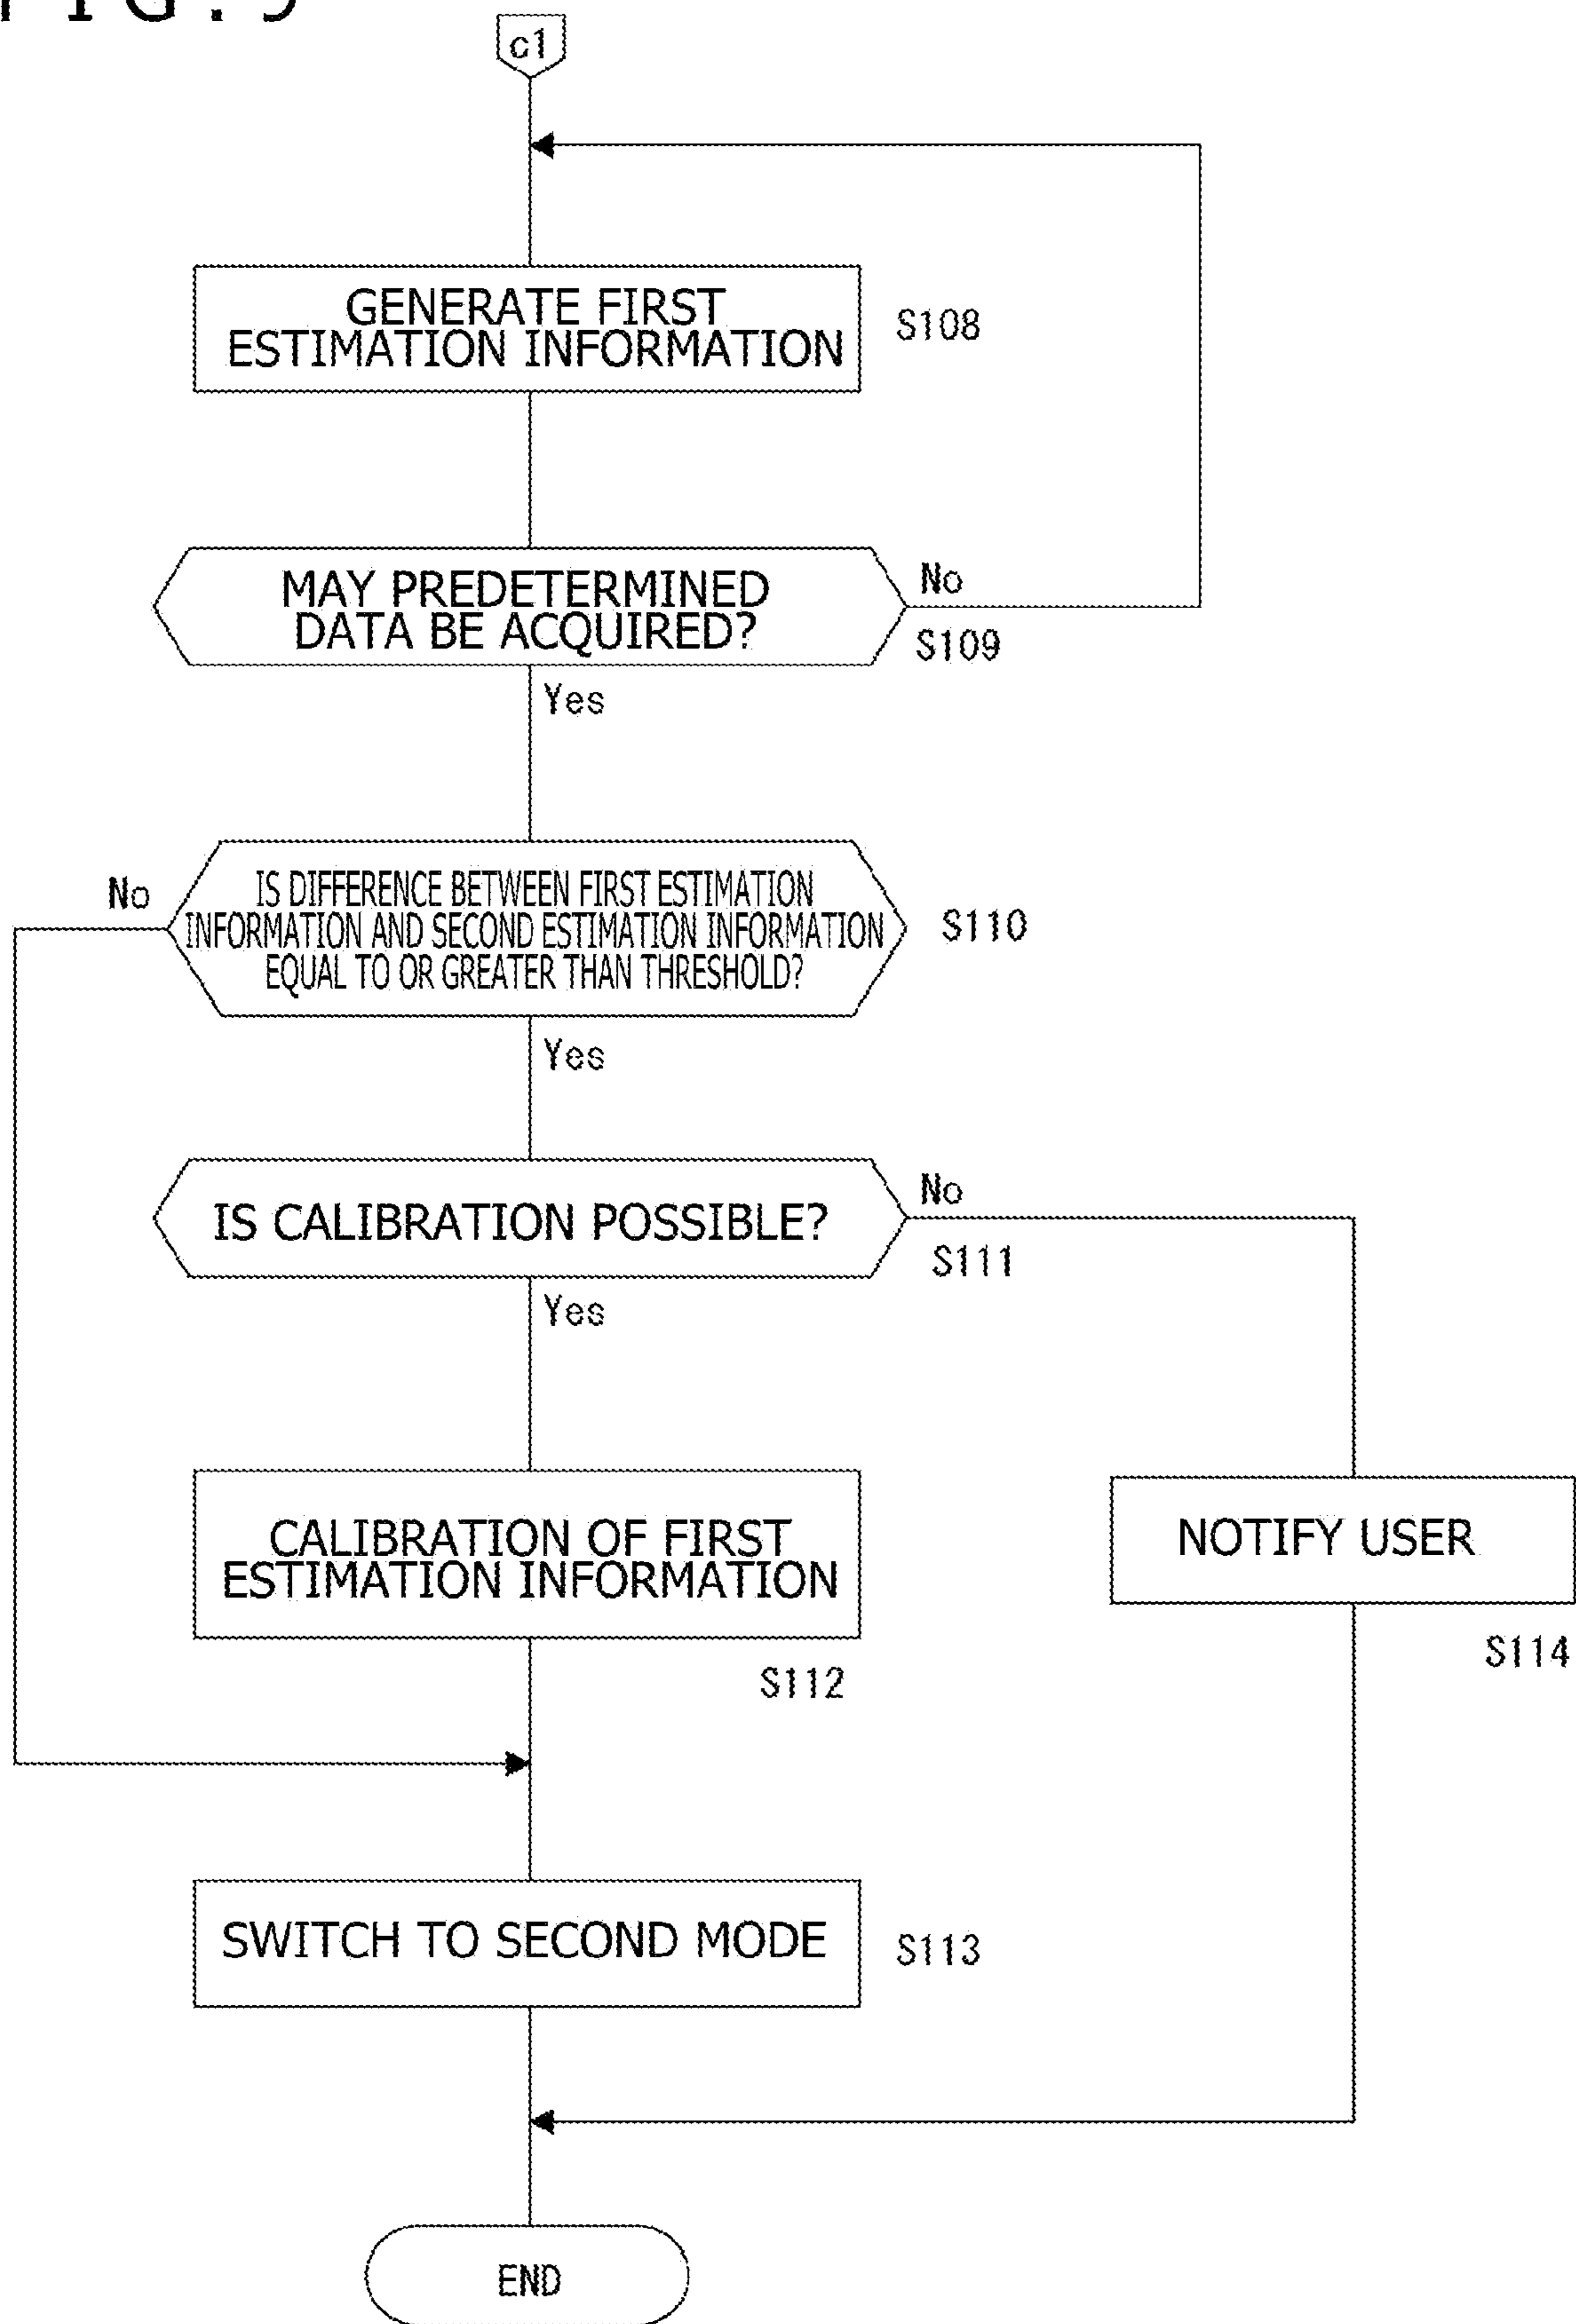 FIG. 9
c1
GENERATE FIRST
ESTIMATION INFORMATION
S108
MAY PREDETERMINED
DATA BE ACQUIRED?
No
S109
Yes
No
IS DIFFERENCE BETWEEN FIRST ESTIMATION
INFORMATION AND SECOND ESTIMATION INFORMATION
EQUAL TO OR GREATER THAN THRESHOLD?
S110
Yes
IS CALIBRATION POSSIBLE?
No
S111
Yes
CALIBRATION OF FIRST
ESTIMATION INFORMATION
S112
NOTIFY USER
S114
SWITCH TO SECOND MODE
S113
END